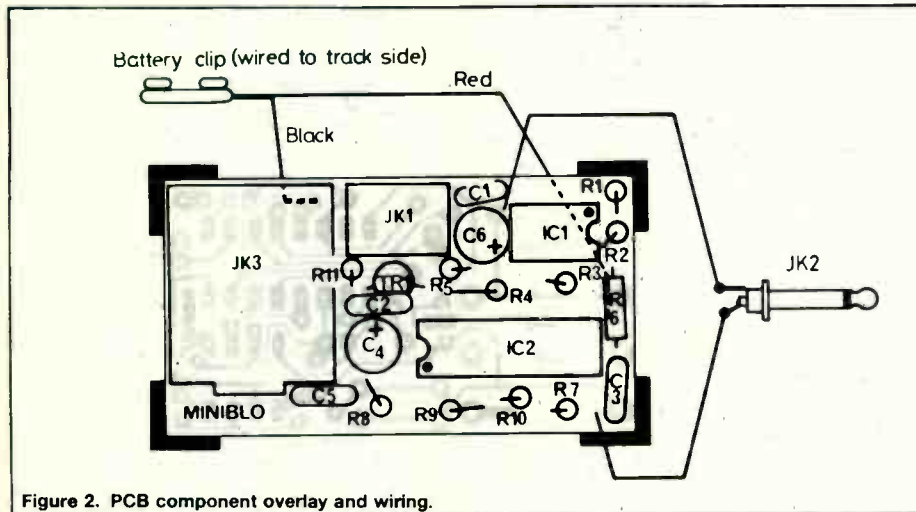 Battery clip (wired to track side)
Red
Black
C1
R1
JK1
C6
+
IC1
R2
JK3
JK2
R11
TR1
R5
R4
R3
C2
R6
+
C4
IC2
C3
C5
R7
MINIBLO
R8
R9
R10
Figure 2. PCB component overlay and wiring.